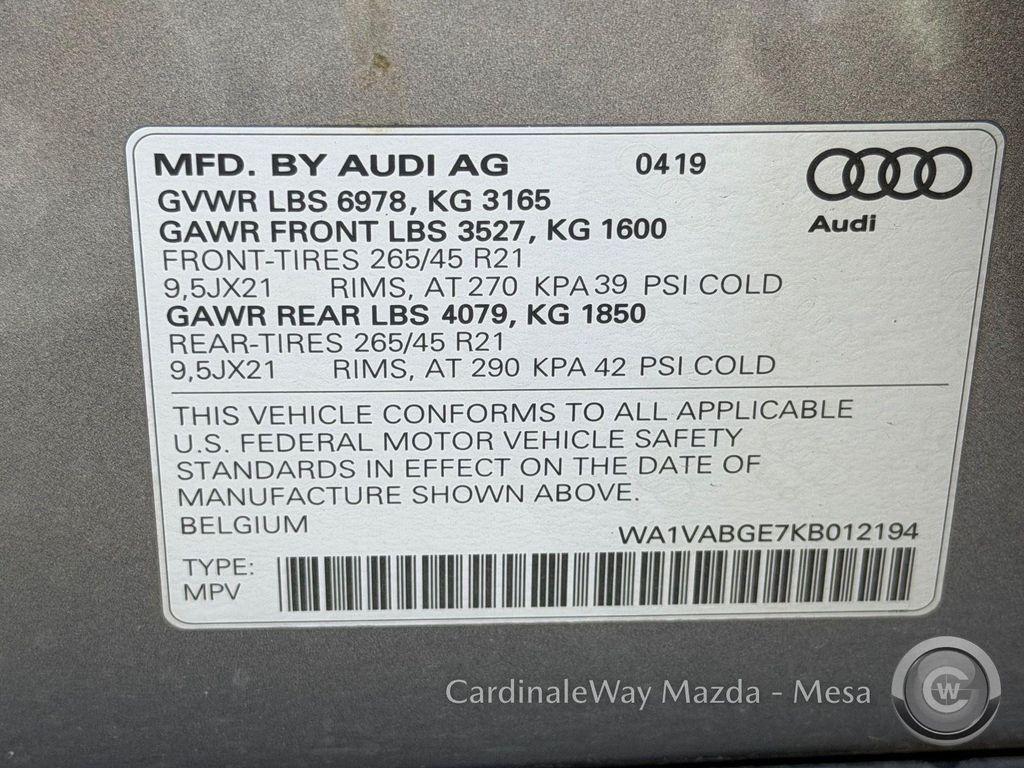 MFD. BY AUDI AG 0419
Audi
GVWR LBS 6978, KG 3165
GAWR FRONT LBS 3527, KG 1600
FRONT-TIRES 265/45 R21
9,5JX21 RIMS, AT 270 KPA 39 PSI COLD
GAWR REAR LBS 4079, KG 1850
REAR-TIRES 265/45 R21
9,5JX21 RIMS, AT 290 KPA 42 PSI COLD
THIS VEHICLE CONFORMS TO ALL APPLICABLE
U.S. FEDERAL MOTOR VEHICLE SAFETY
STANDARDS IN EFFECT ON THE DATE OF
MANUFACTURE SHOWN ABOVE.
BELGIUM
WA1VABGE7KB012194
TYPE:
MPV
CardinaleWay Mazda - Mesa
CW